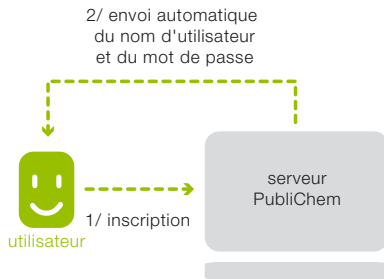 2/ envoi automatique
du nom d'utilisateur
et du mot de passe
serveur
PubliChem
1/ inscription
utilisateur